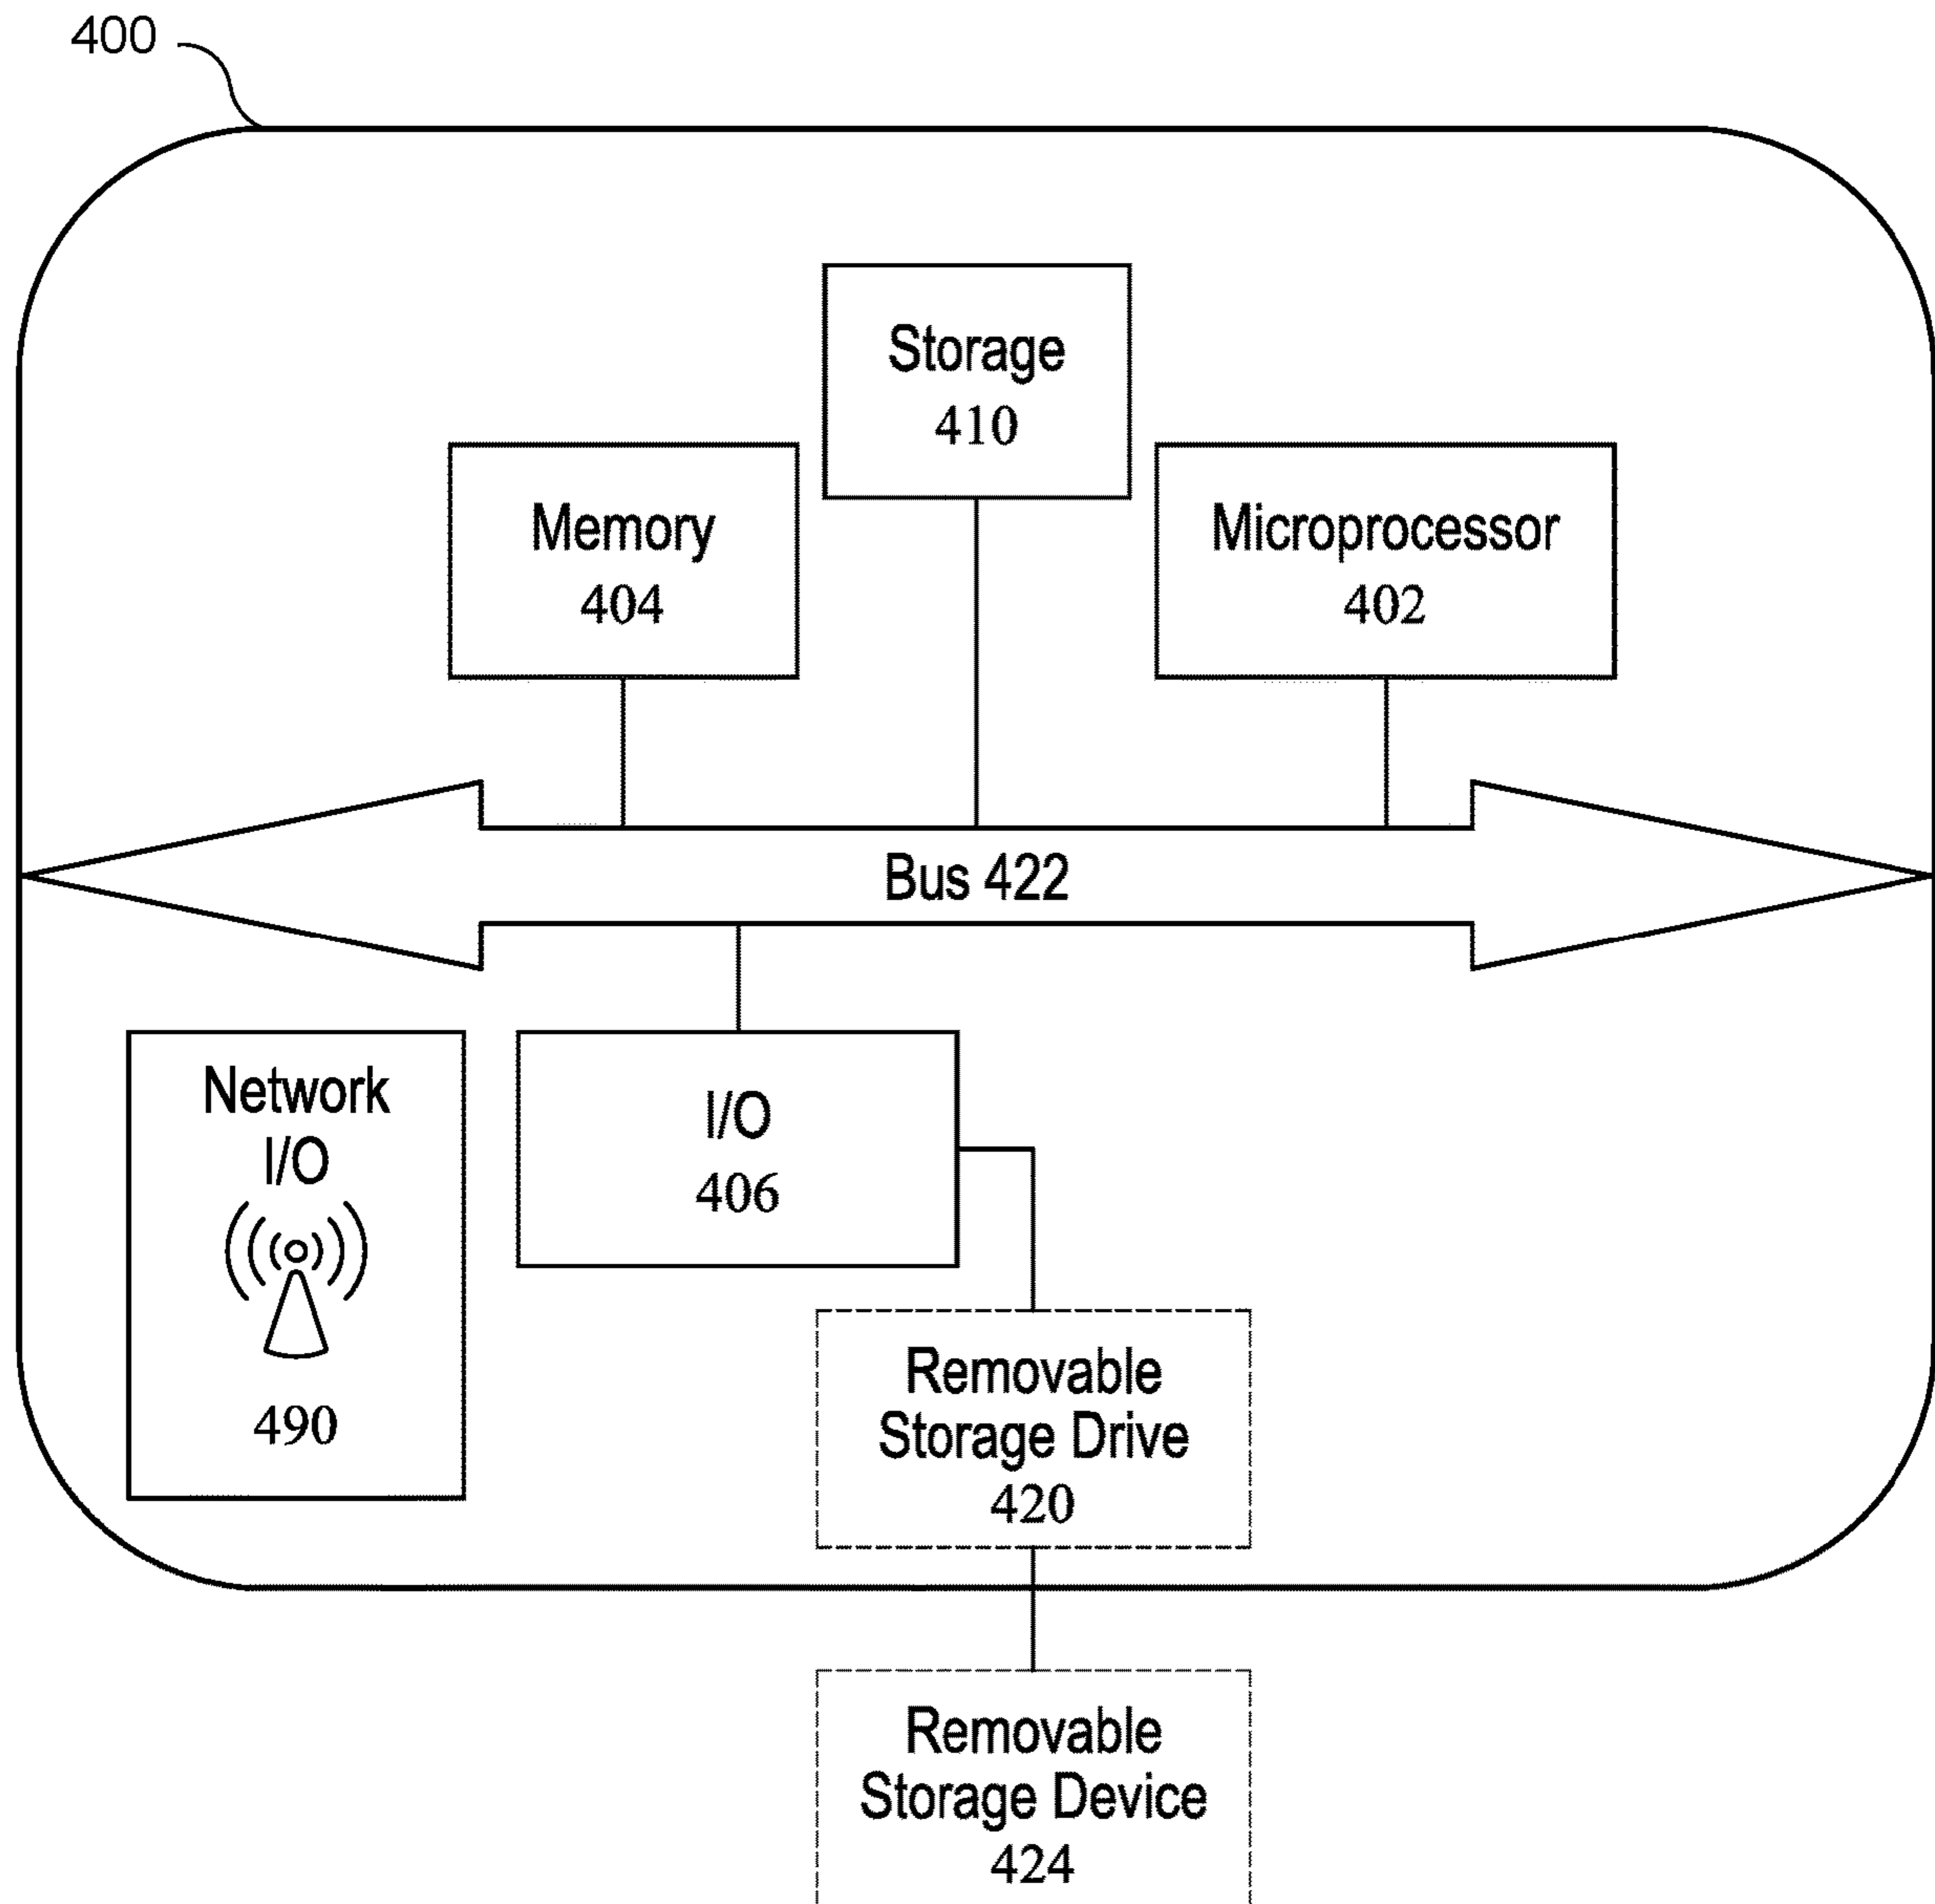 400
Storage
410
Memory
404
Microprocessor
402
Bus 422
Network
I/O
490
I/O
406
Removable
Storage Drive
420
Removable
Storage Device
424